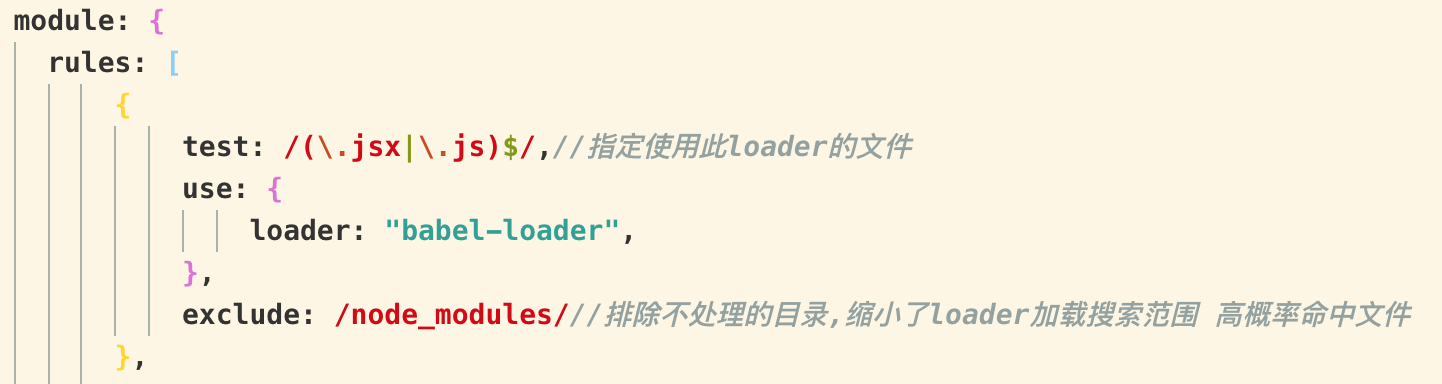 module: {
rules: [
{
test: /(\.jsx|\.js)$/,//指定使用此loader的文件
use: {
loader: "babel-loader",
},
exclude: /node_modules///排除不处理的目录,缩小了loader加载搜索范围 高概率命中文件
},